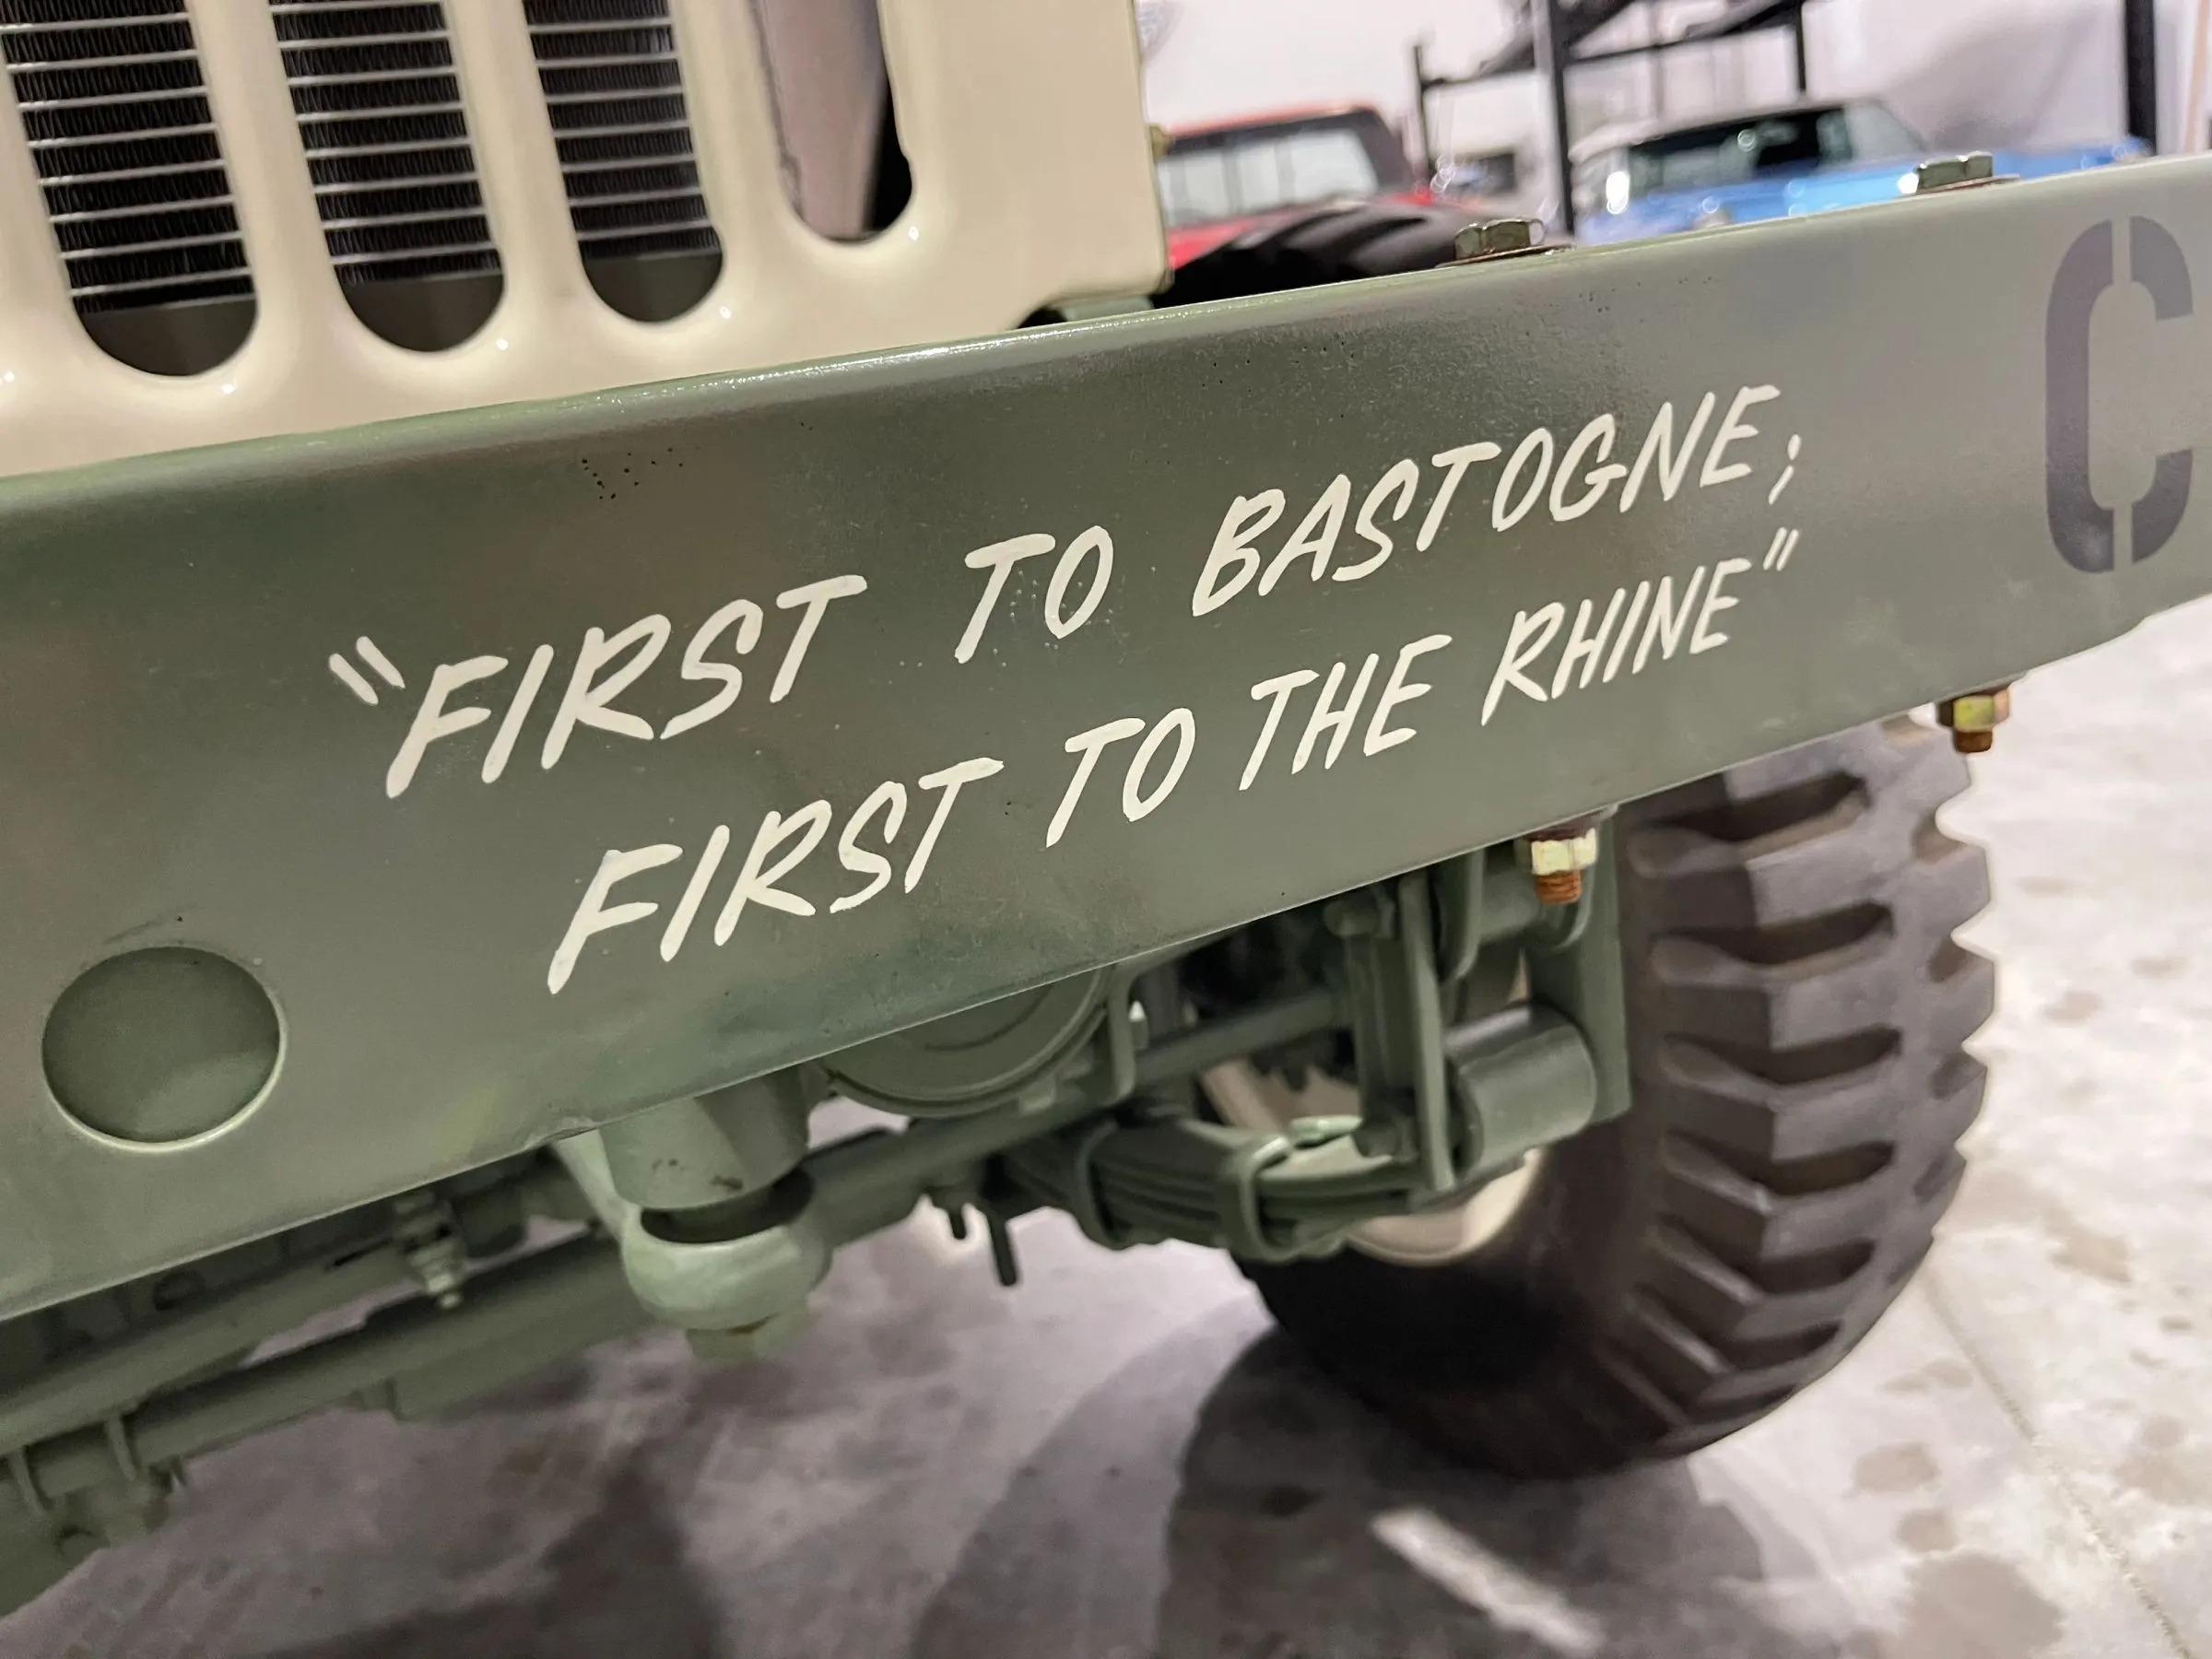 "FIRST TO BASTOGNE;
FIRST TO THE RHINE"
C